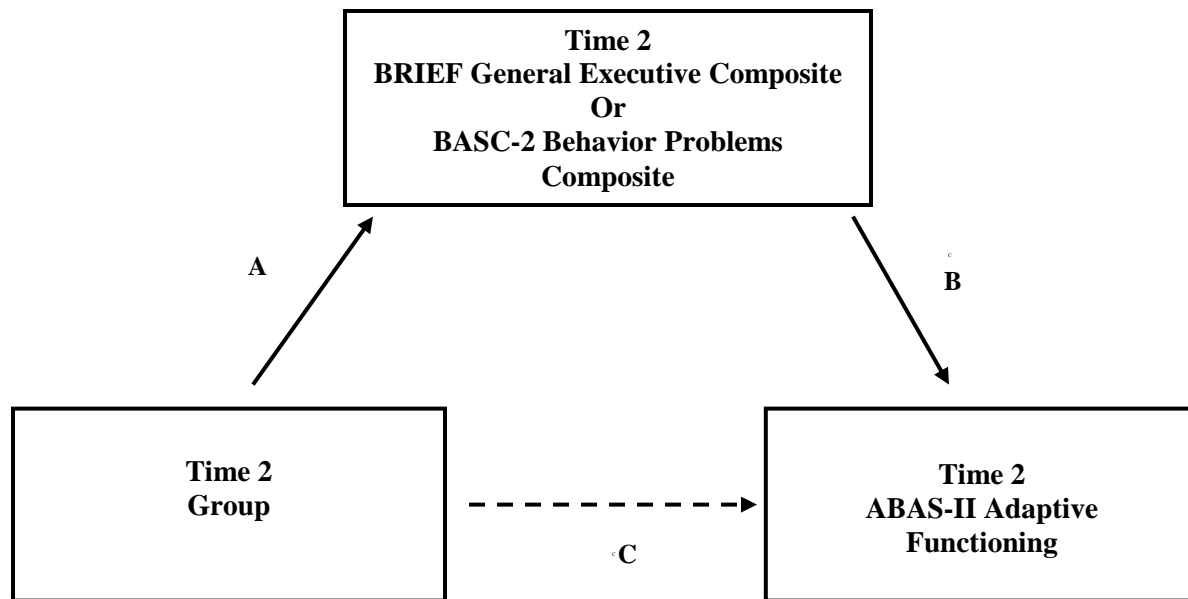 Time 2
BRIEF General Executive Composite
Or
BASC-2 Behavior Problems
Composite
A
c
B
Time 2
Group
Time 2
ABAS-II Adaptive
Functioning
c C